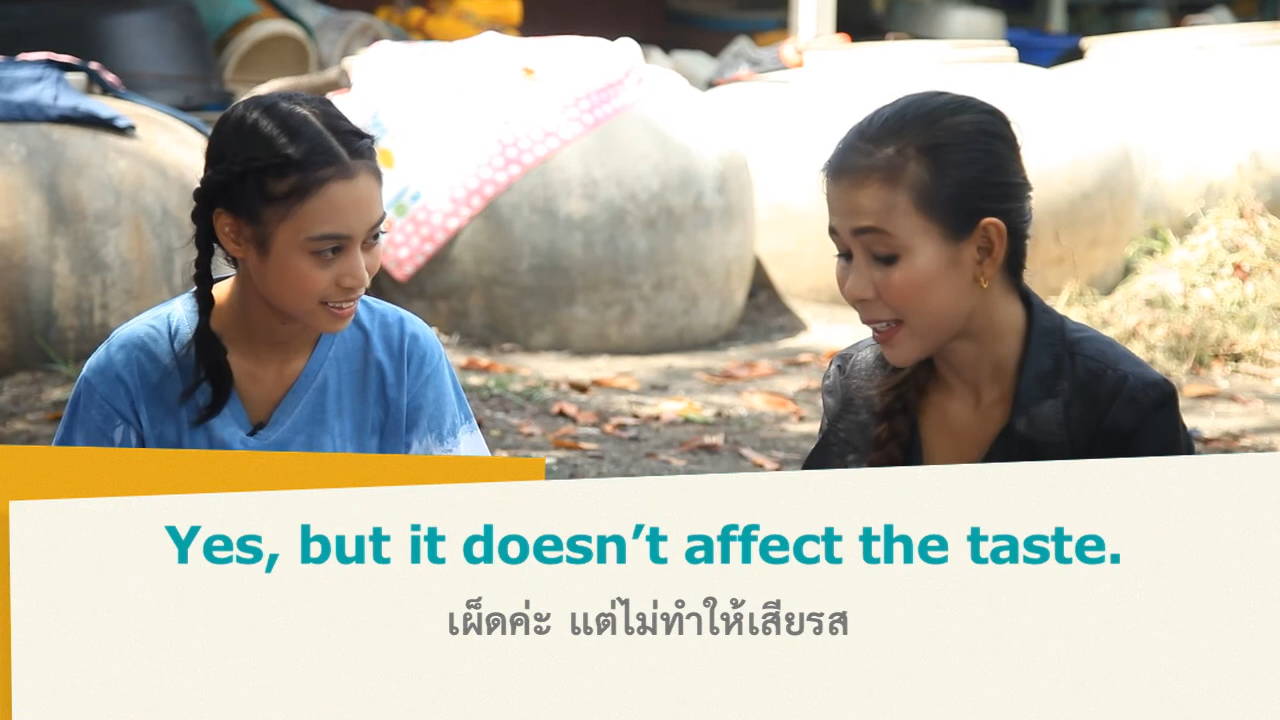 Yes, but it doesn’t affect the taste.
เผ็ดค่ะ แต่ไม่ทำให้เสียรส